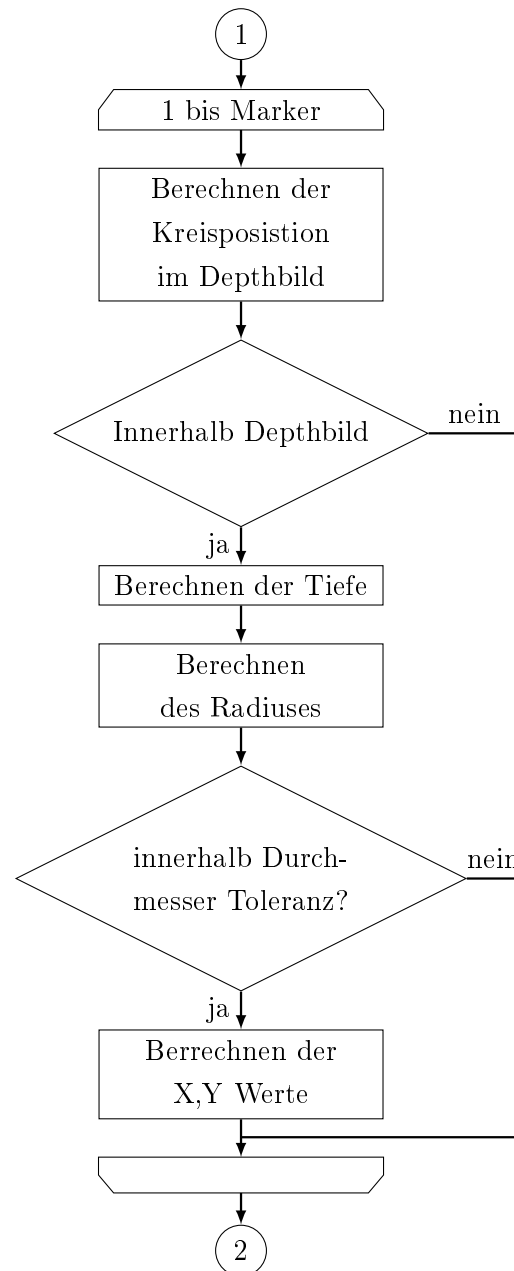 1
1 bis Marker
Berechnen der
Kreisposistion
im Depthbild
Innerhalb Depthbild
nein
ja
Berechnen der Tiefe
Berechnen
des Radiuses
innerhalb Durch-
messer Toleranz?
nein
ja
Berrechnen der
X,Y Werte
2